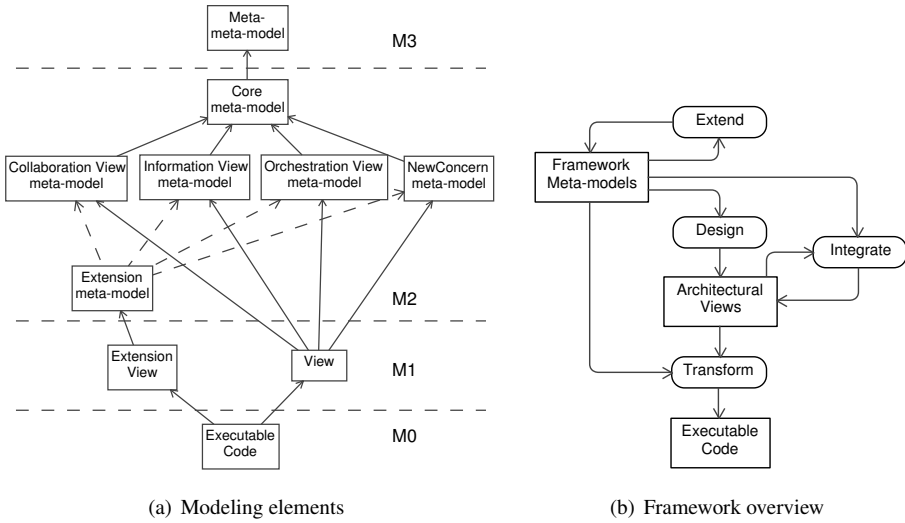 Meta-
meta-model
M3
Core
meta-model
Collaboration View
meta-model
Information View
meta-model
Orchestration View
meta-model
NewConcern
meta-model
Extension
meta-model
M2
Extension
View
View
M1
Executable
Code
M0
(a) Modeling elements
Extend
Framework
Meta-models
Design
Integrate
Architectural
Views
Transform
Executable
Code
(b) Framework overview